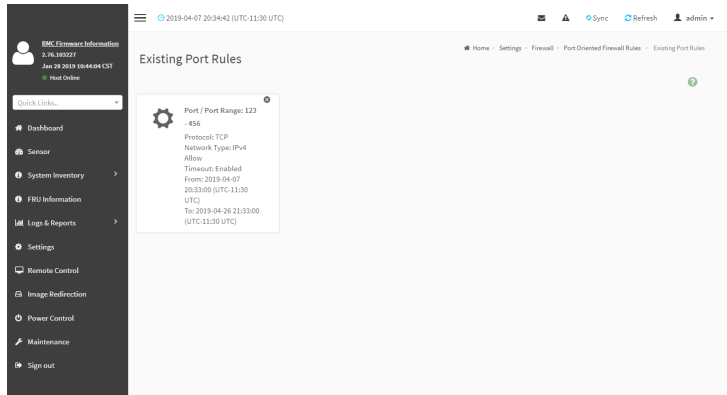 2019-04-07 20:34:42 (UTC-11:30 UTC)
Sync
Refresh
admin
BMC Firmware Information
2.76.103227
Jan 28 2019 10:44:04 CST
Host Online
Quick Links..
Dashboard
Sensor
System Inventory
FRU Information
Logs & Reports
Settings
Remote Control
Image Redirection
Power Control
Maintenance
Sign out
Existing Port Rules
Home > Settings > Firewall > Port Oriented Firewall Rules > Existing Port Rules
Port / Port Range: 123
- 456
Protocol: TCP
Network Type: IPv4
Allow
Timeout: Enabled
From: 2019-04-07
20:33:00 (UTC-11:30
UTC)
To: 2019-04-26 21:33:00
(UTC-11:30 UTC)